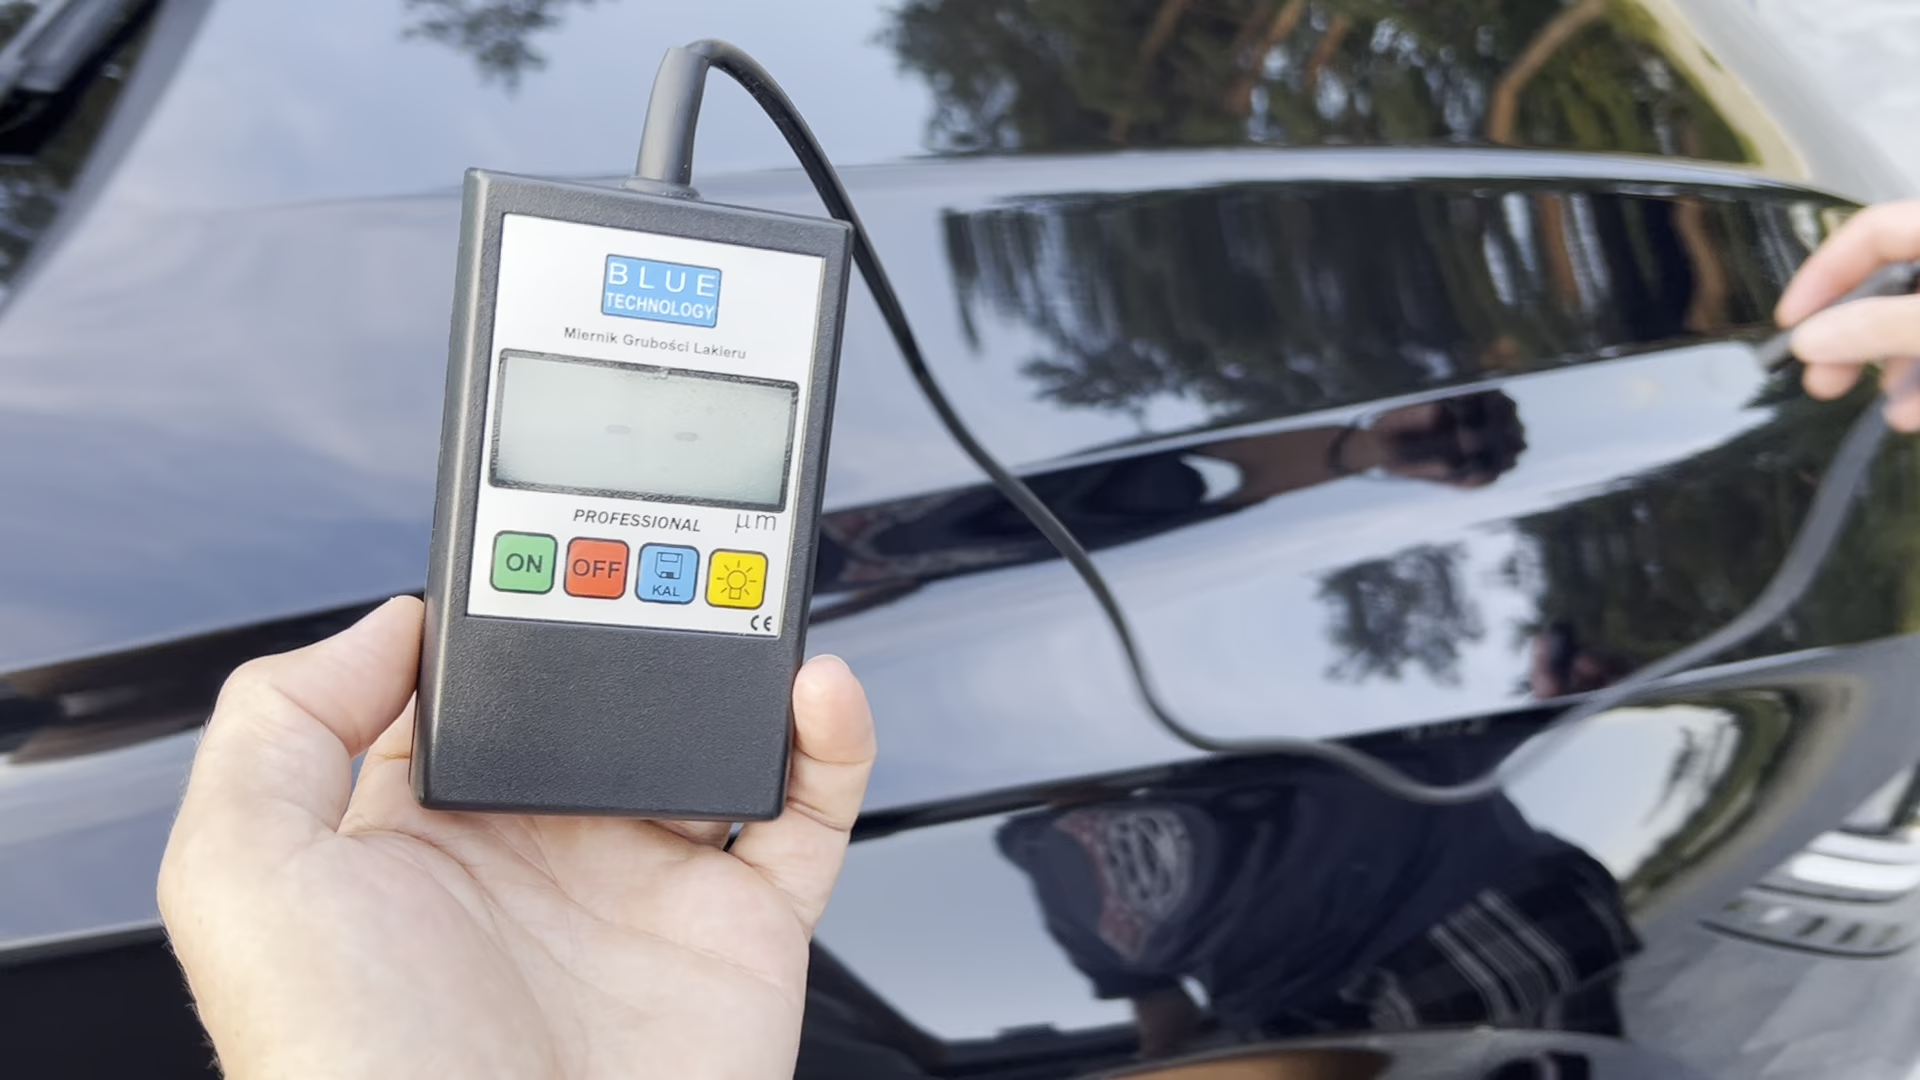 BLUE
TECHNOLOGY
Miernik Grubości Lakieru
- -
PROFESSIONAL
μm
ON
OFF
KAL
CE